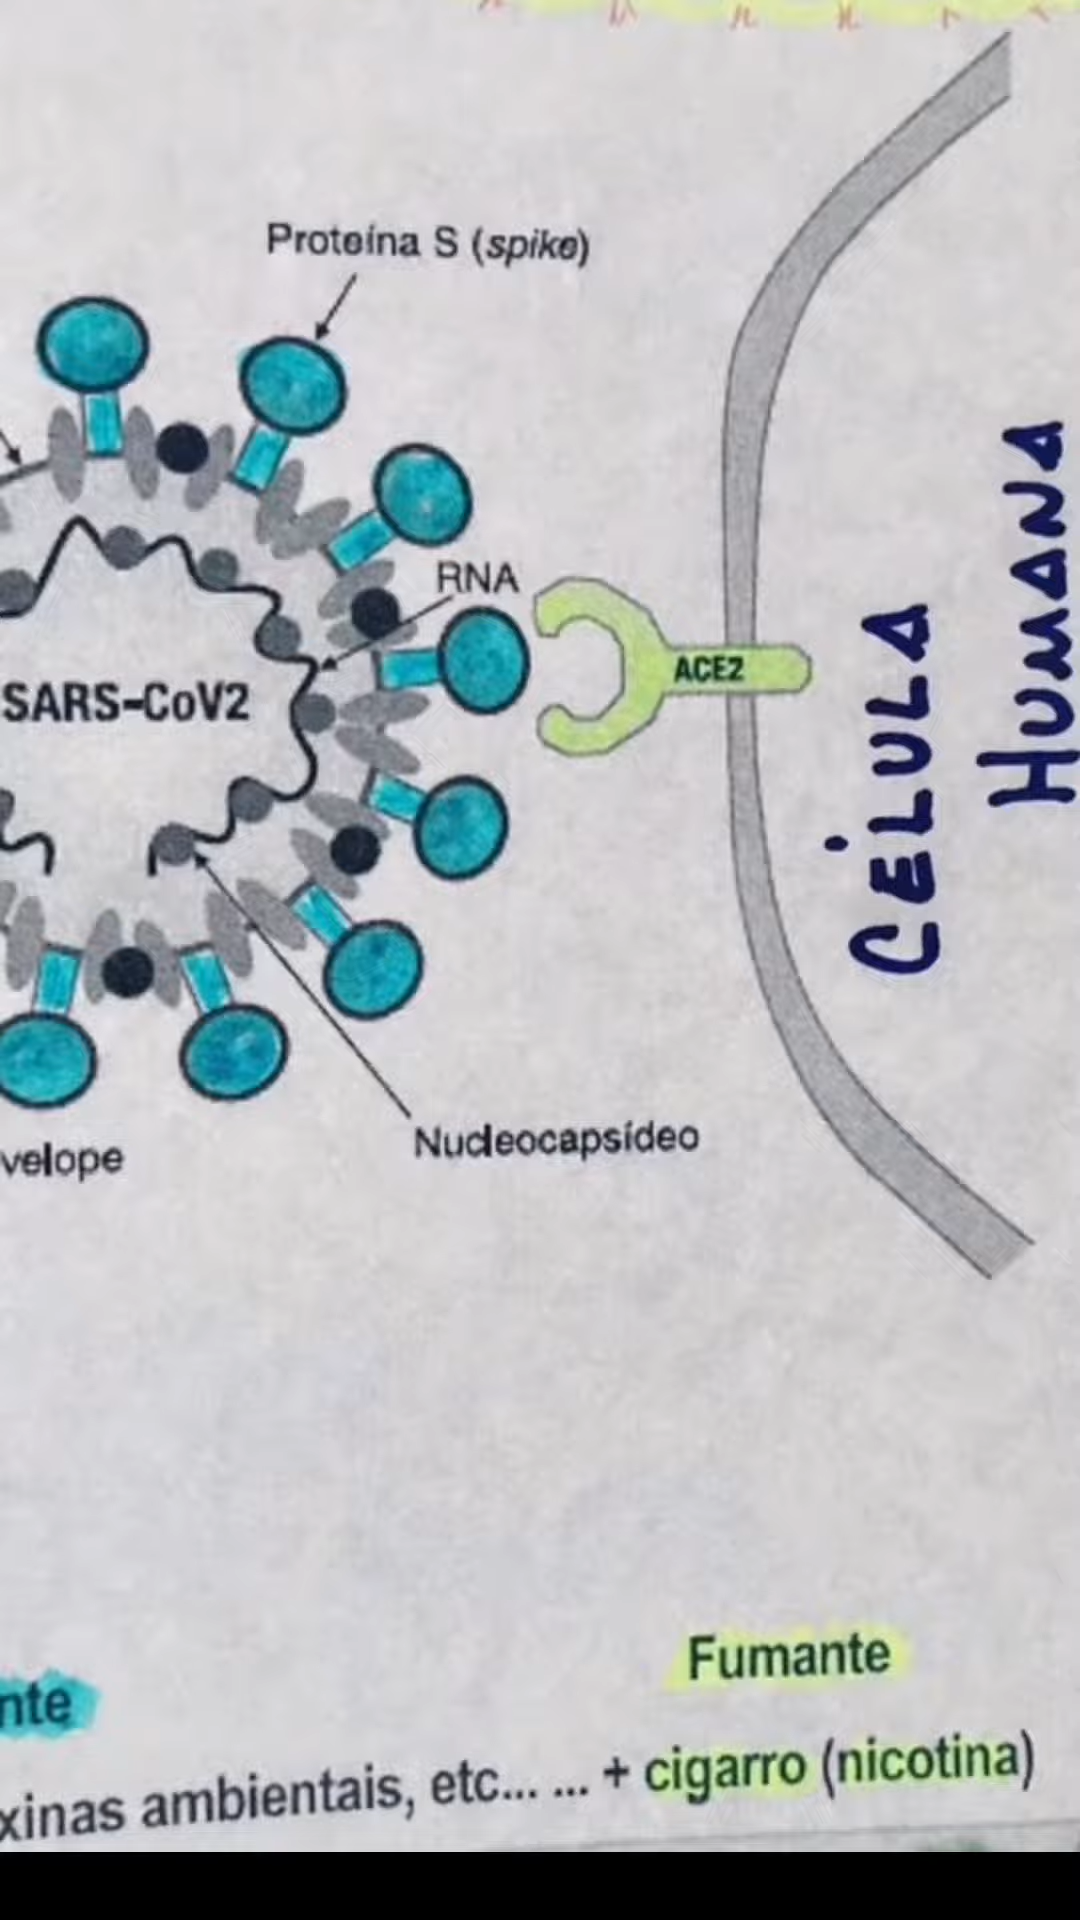 Proteína S (spike)
RNA
ACE2
SARS-CoV2
CÉLULA
HUMANA
Nucleocapsídeo
velope
Fumante
nte
xinas ambientais, etc... ... + cigarro (nicotina)